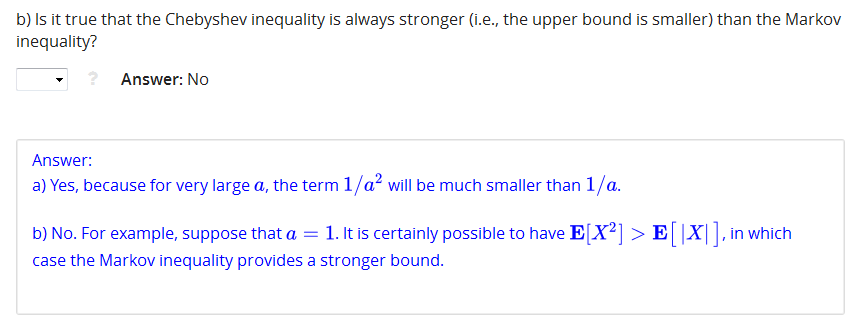 b) Is it true that the Chebyshev inequality is always stronger (i.e., the upper bound is smaller) than the Markov
inequality?
? Answer: No
Answer:
a) Yes, because for very large a, the term 1/a² will be much smaller than 1/a.
b) No. For example, suppose that a = 1. It is certainly possible to have E[X²] > E[|X|], in which
case the Markov inequality provides a stronger bound.